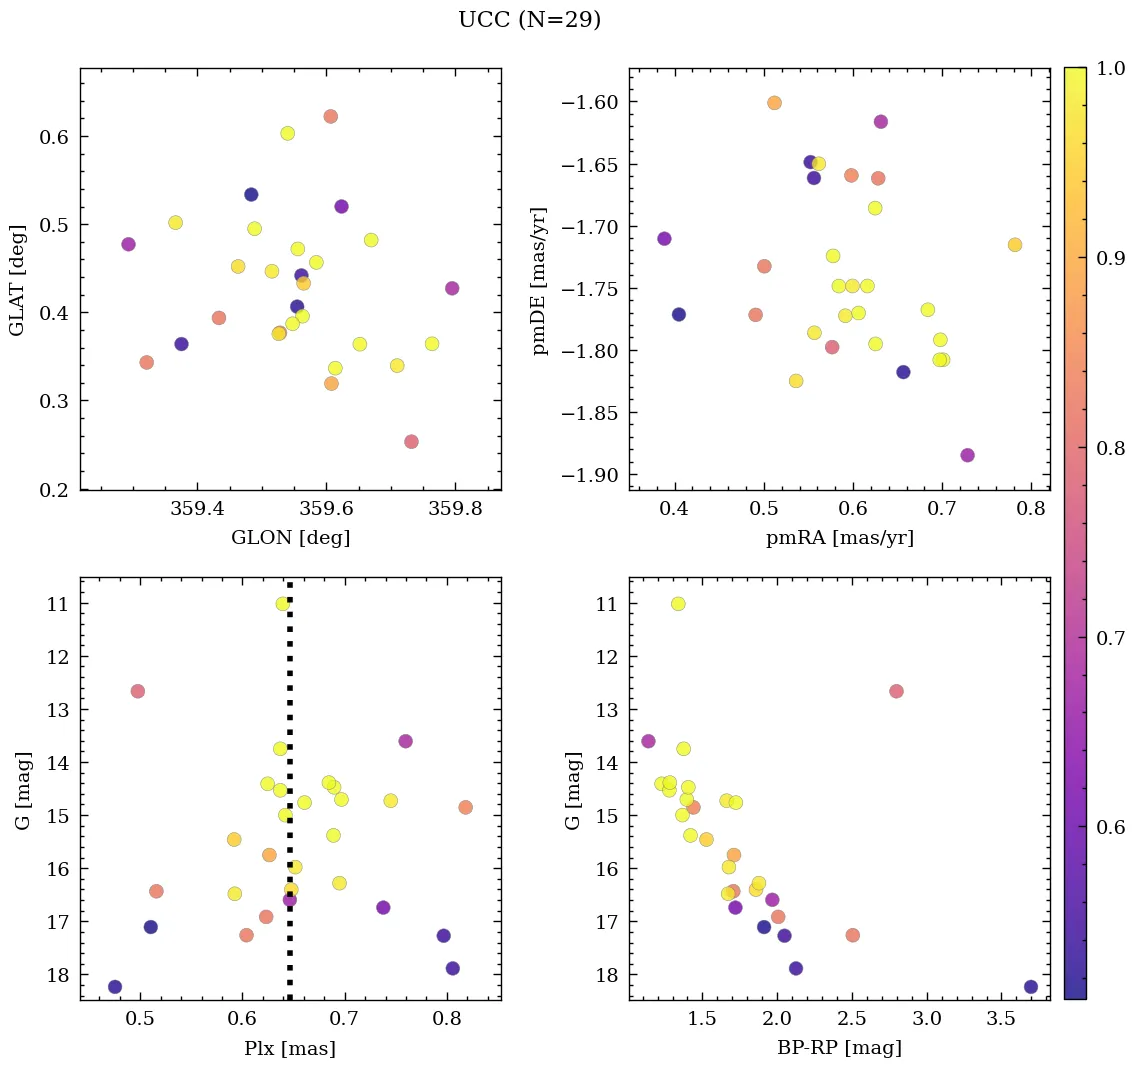 UCC (N=29)
0.6
0.5
0.4
0.3
0.2
GLAT [deg]
359.4 359.6 359.8
GLON [deg]
−1.60
−1.65
−1.70
−1.75
−1.80
−1.85
−1.90
pmDE [mas/yr]
0.4 0.5 0.6 0.7 0.8
pmRA [mas/yr]
11
12
13
14
15
16
17
18
G [mag]
0.5 0.6 0.7 0.8
Plx [mas]
11
12
13
14
15
16
17
18
G [mag]
1.5 2.0 2.5 3.0 3.5
BP-RP [mag]
1.0
0.9
0.8
0.7
0.6